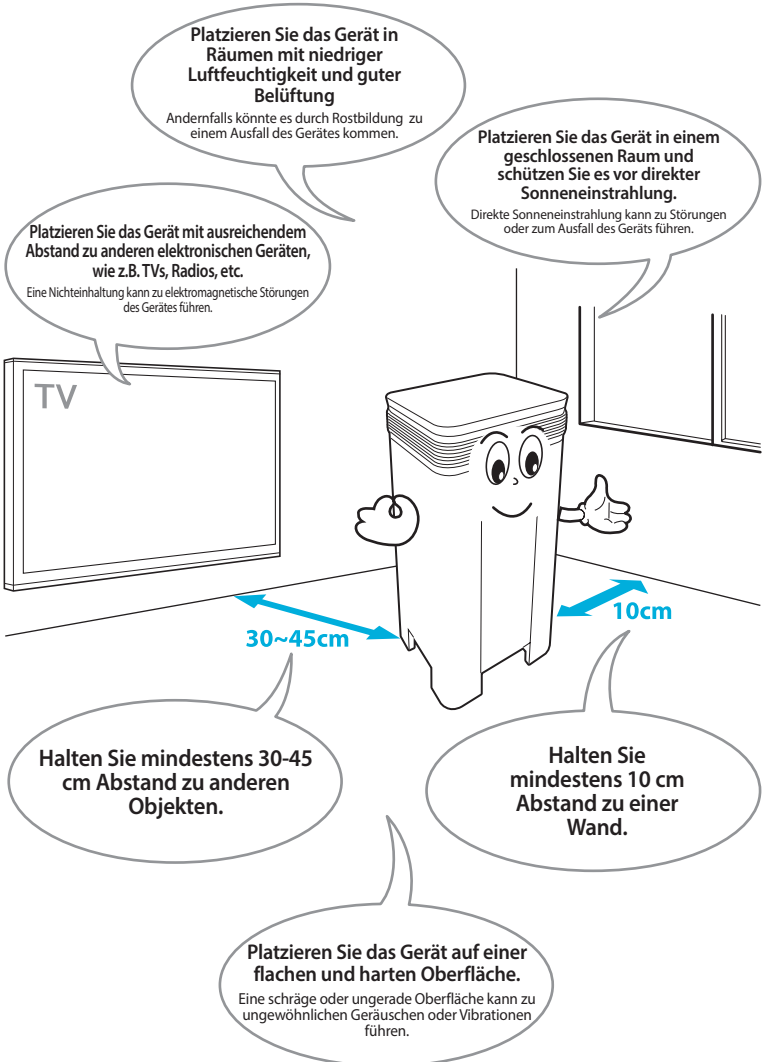 Platzieren Sie das Gerät in
Räumen mit niedriger
Luftfeuchtigkeit und guter
Belüftung
Andernfalls könnte es durch Rostbildung zu
einem Ausfall des Gerätes kommen.
Platzieren Sie das Gerät in einem
geschlossenen Raum und
schützen Sie es vor direkter
Sonneneinstrahlung.
Direkte Sonneneinstrahlung kann zu Störungen
oder zum Ausfall des Geräts führen.
Platzieren Sie das Gerät mit ausreichendem
Abstand zu anderen elektronischen Geräten,
wie z.B. TVs, Radios, etc.
Eine Nichteinhaltung kann zu elektromagnetische Störungen
des Gerätes führen.
TV
30~45cm
10cm
Halten Sie mindestens 30-45
cm Abstand zu anderen
Objekten.
Halten Sie
mindestens 10 cm
Abstand zu einer
Wand.
Platzieren Sie das Gerät auf einer
flachen und harten Oberfläche.
Eine schräge oder ungerade Oberfläche kann zu
ungewöhnlichen Geräuschen oder Vibrationen
führen.